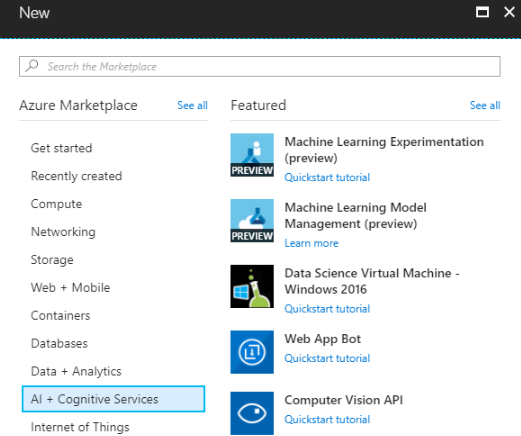 New
Search the Marketplace
Azure Marketplace
See all
Get started
Recently created
Compute
Networking
Storage
Web + Mobile
Containers
Databases
Data + Analytics
AI + Cognitive Services
Internet of Things
Featured
See all
PREVIEW
Machine Learning Experimentation
(preview)
Quickstart tutorial
PREVIEW
Machine Learning Model
Management (preview)
Learn more
Data Science Virtual Machine -
Windows 2016
Quickstart tutorial
Web App Bot
Quickstart tutorial
Computer Vision API
Quickstart tutorial